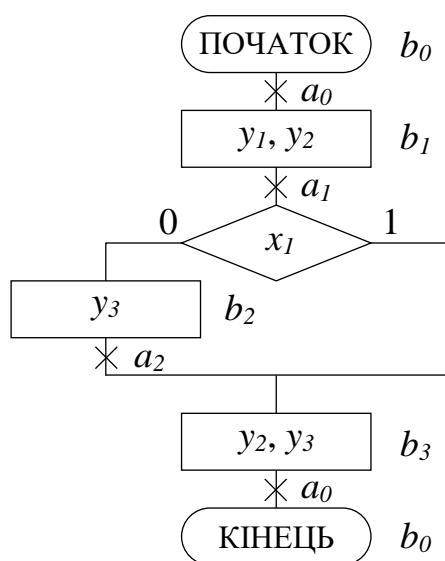 ПОЧАТОК b0
a0
y1, y2 b1
a1
0 x1 1
y3 b2
a2
y2, y3 b3
a0
КІНЕЦЬ b0